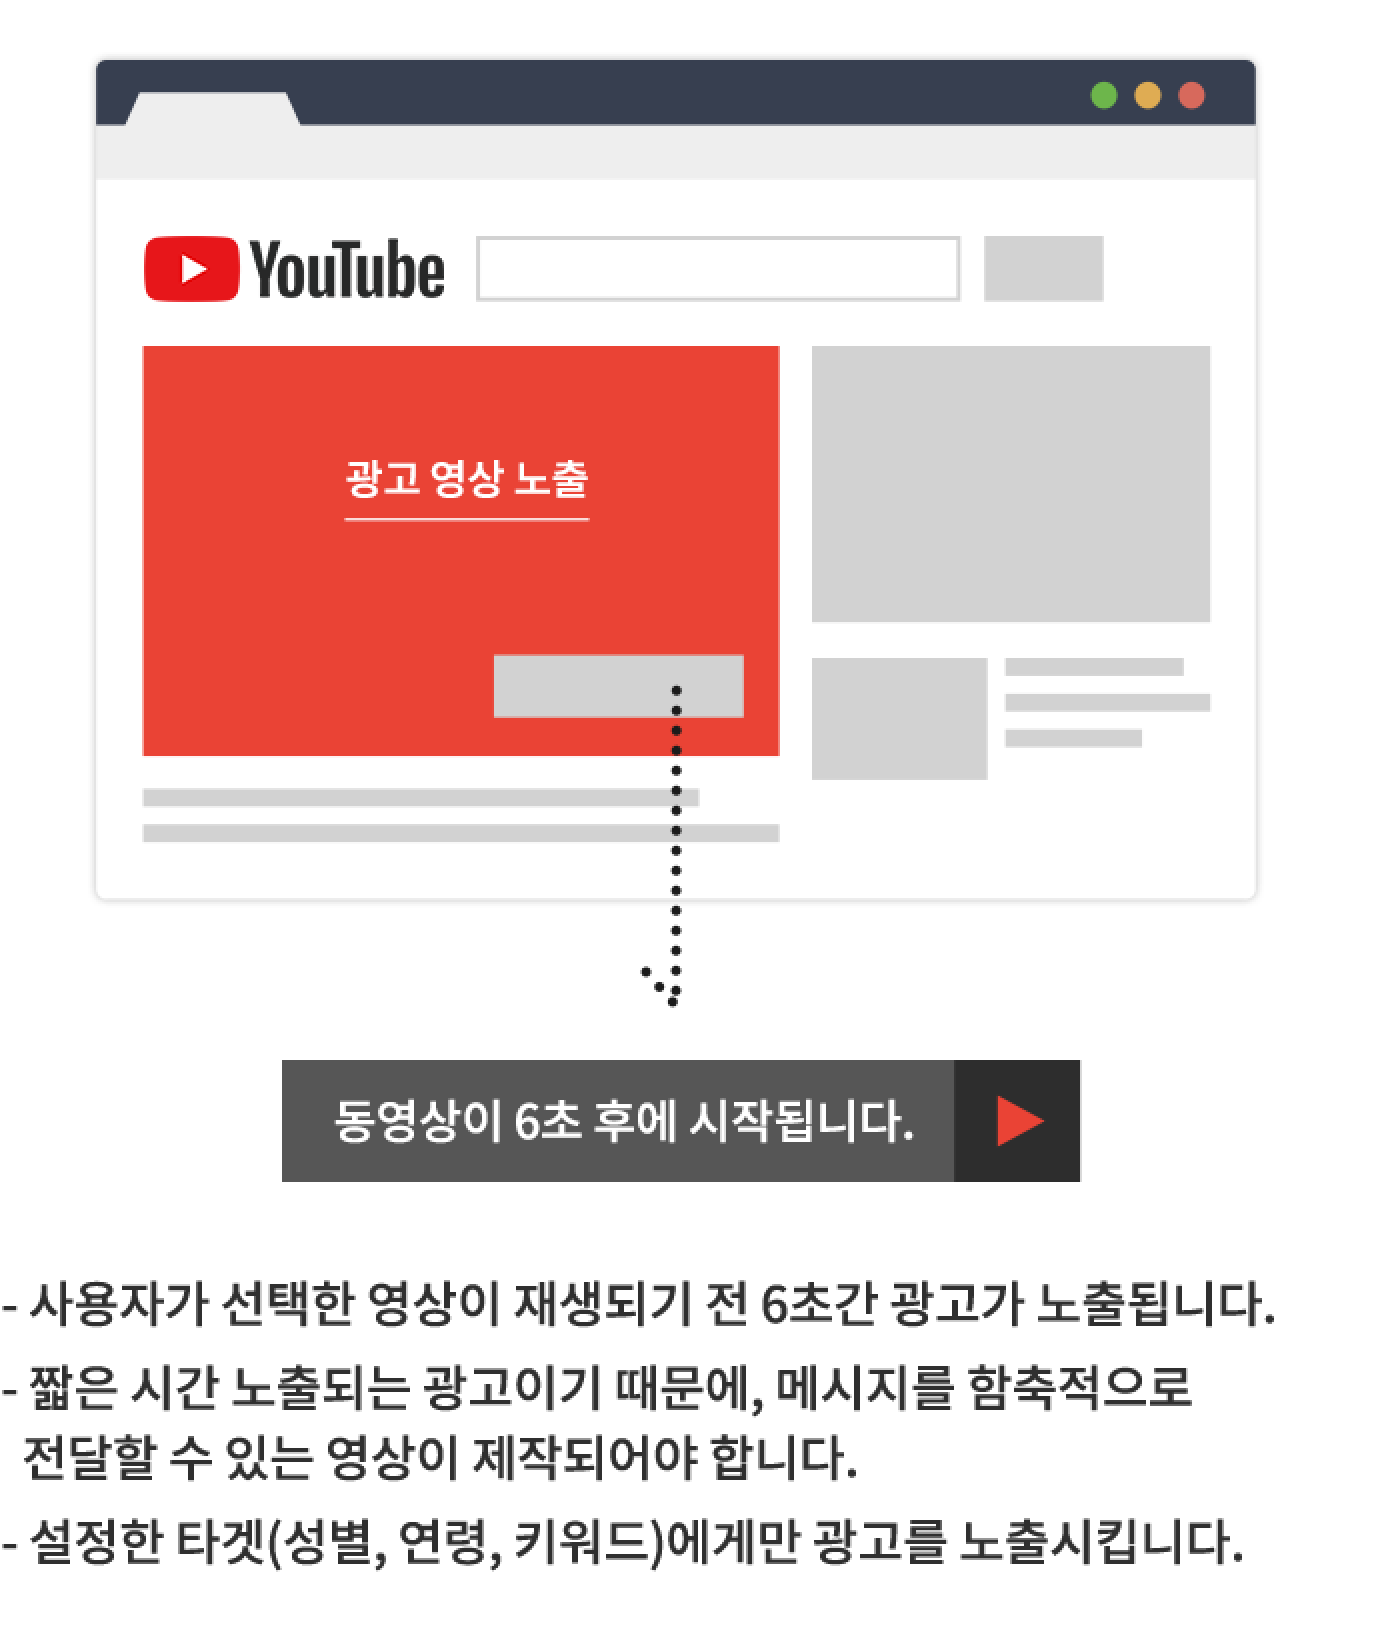 YouTube
광고 영상 노출
동영상이 6초 후에 시작됩니다.
- 사용자가 선택한 영상이 재생되기 전 6초간 광고가 노출됩니다.
- 짧은 시간 노출되는 광고이기 때문에, 메시지를 함축적으로
전달할 수 있는 영상이 제작되어야 합니다.
- 설정한 타겟(성별, 연령, 키워드)에게만 광고를 노출시킵니다.